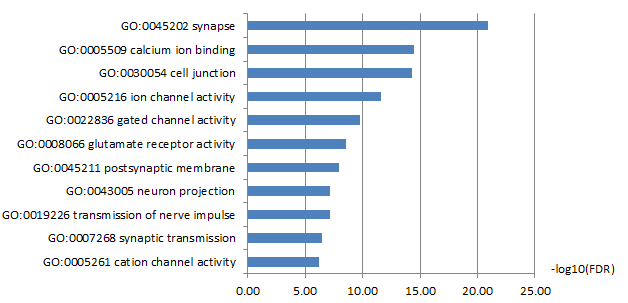 GO:0045202 synapse
GO:0005509 calcium ion binding
GO:0030054 cell junction
GO:0005216 ion channel activity
GO:0022836 gated channel activity
GO:0008066 glutamate receptor activity
GO:0045211 postsynaptic membrane
GO:0043005 neuron projection
GO:0019226 transmission of nerve impulse
GO:0007268 synaptic transmission
GO:0005261 cation channel activity
-log10(FDR)
0.00 5.00 10.00 15.00 20.00 25.00